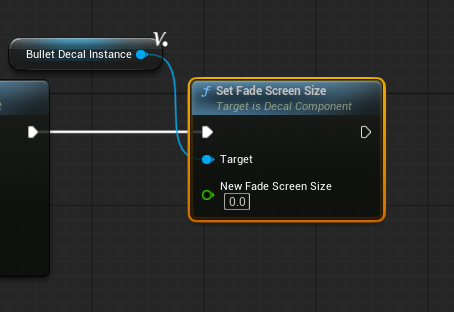 v.
Bullet Decal Instance
t
f Set Fade Screen Size
Target is Decal Component
Target
New Fade Screen Size
0.0